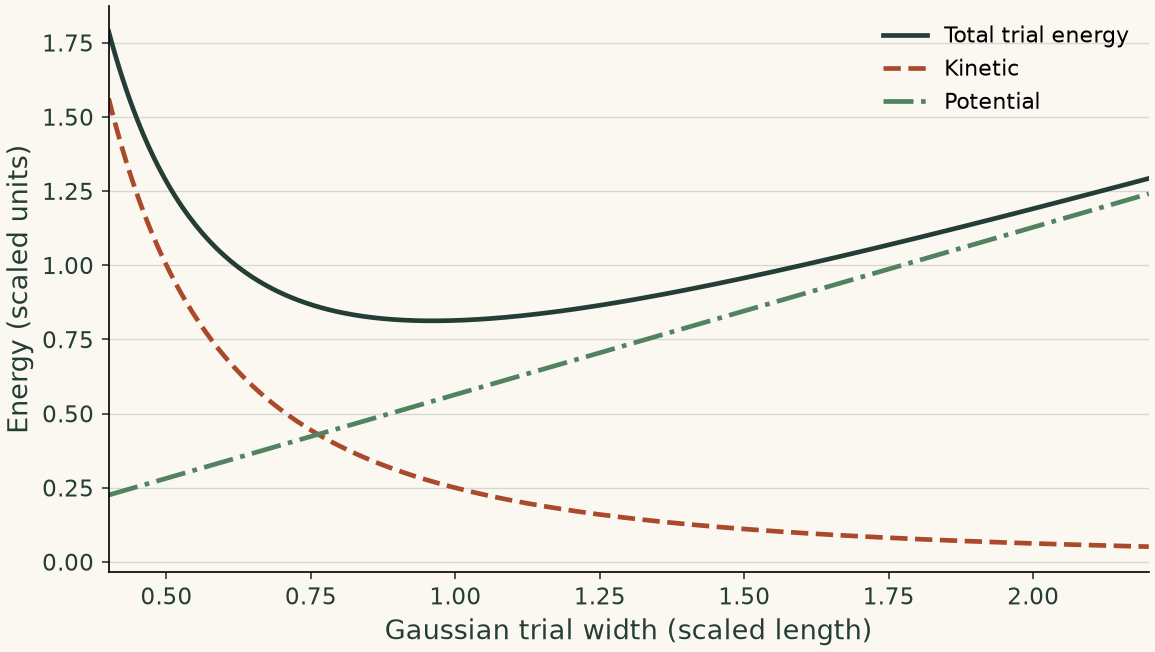 Total trial energy
Kinetic
Potential
Energy (scaled units)
1.75
1.50
1.25
1.00
0.75
0.50
0.25
0.00
0.50 0.75 1.00 1.25 1.50 1.75 2.00
Gaussian trial width (scaled length)